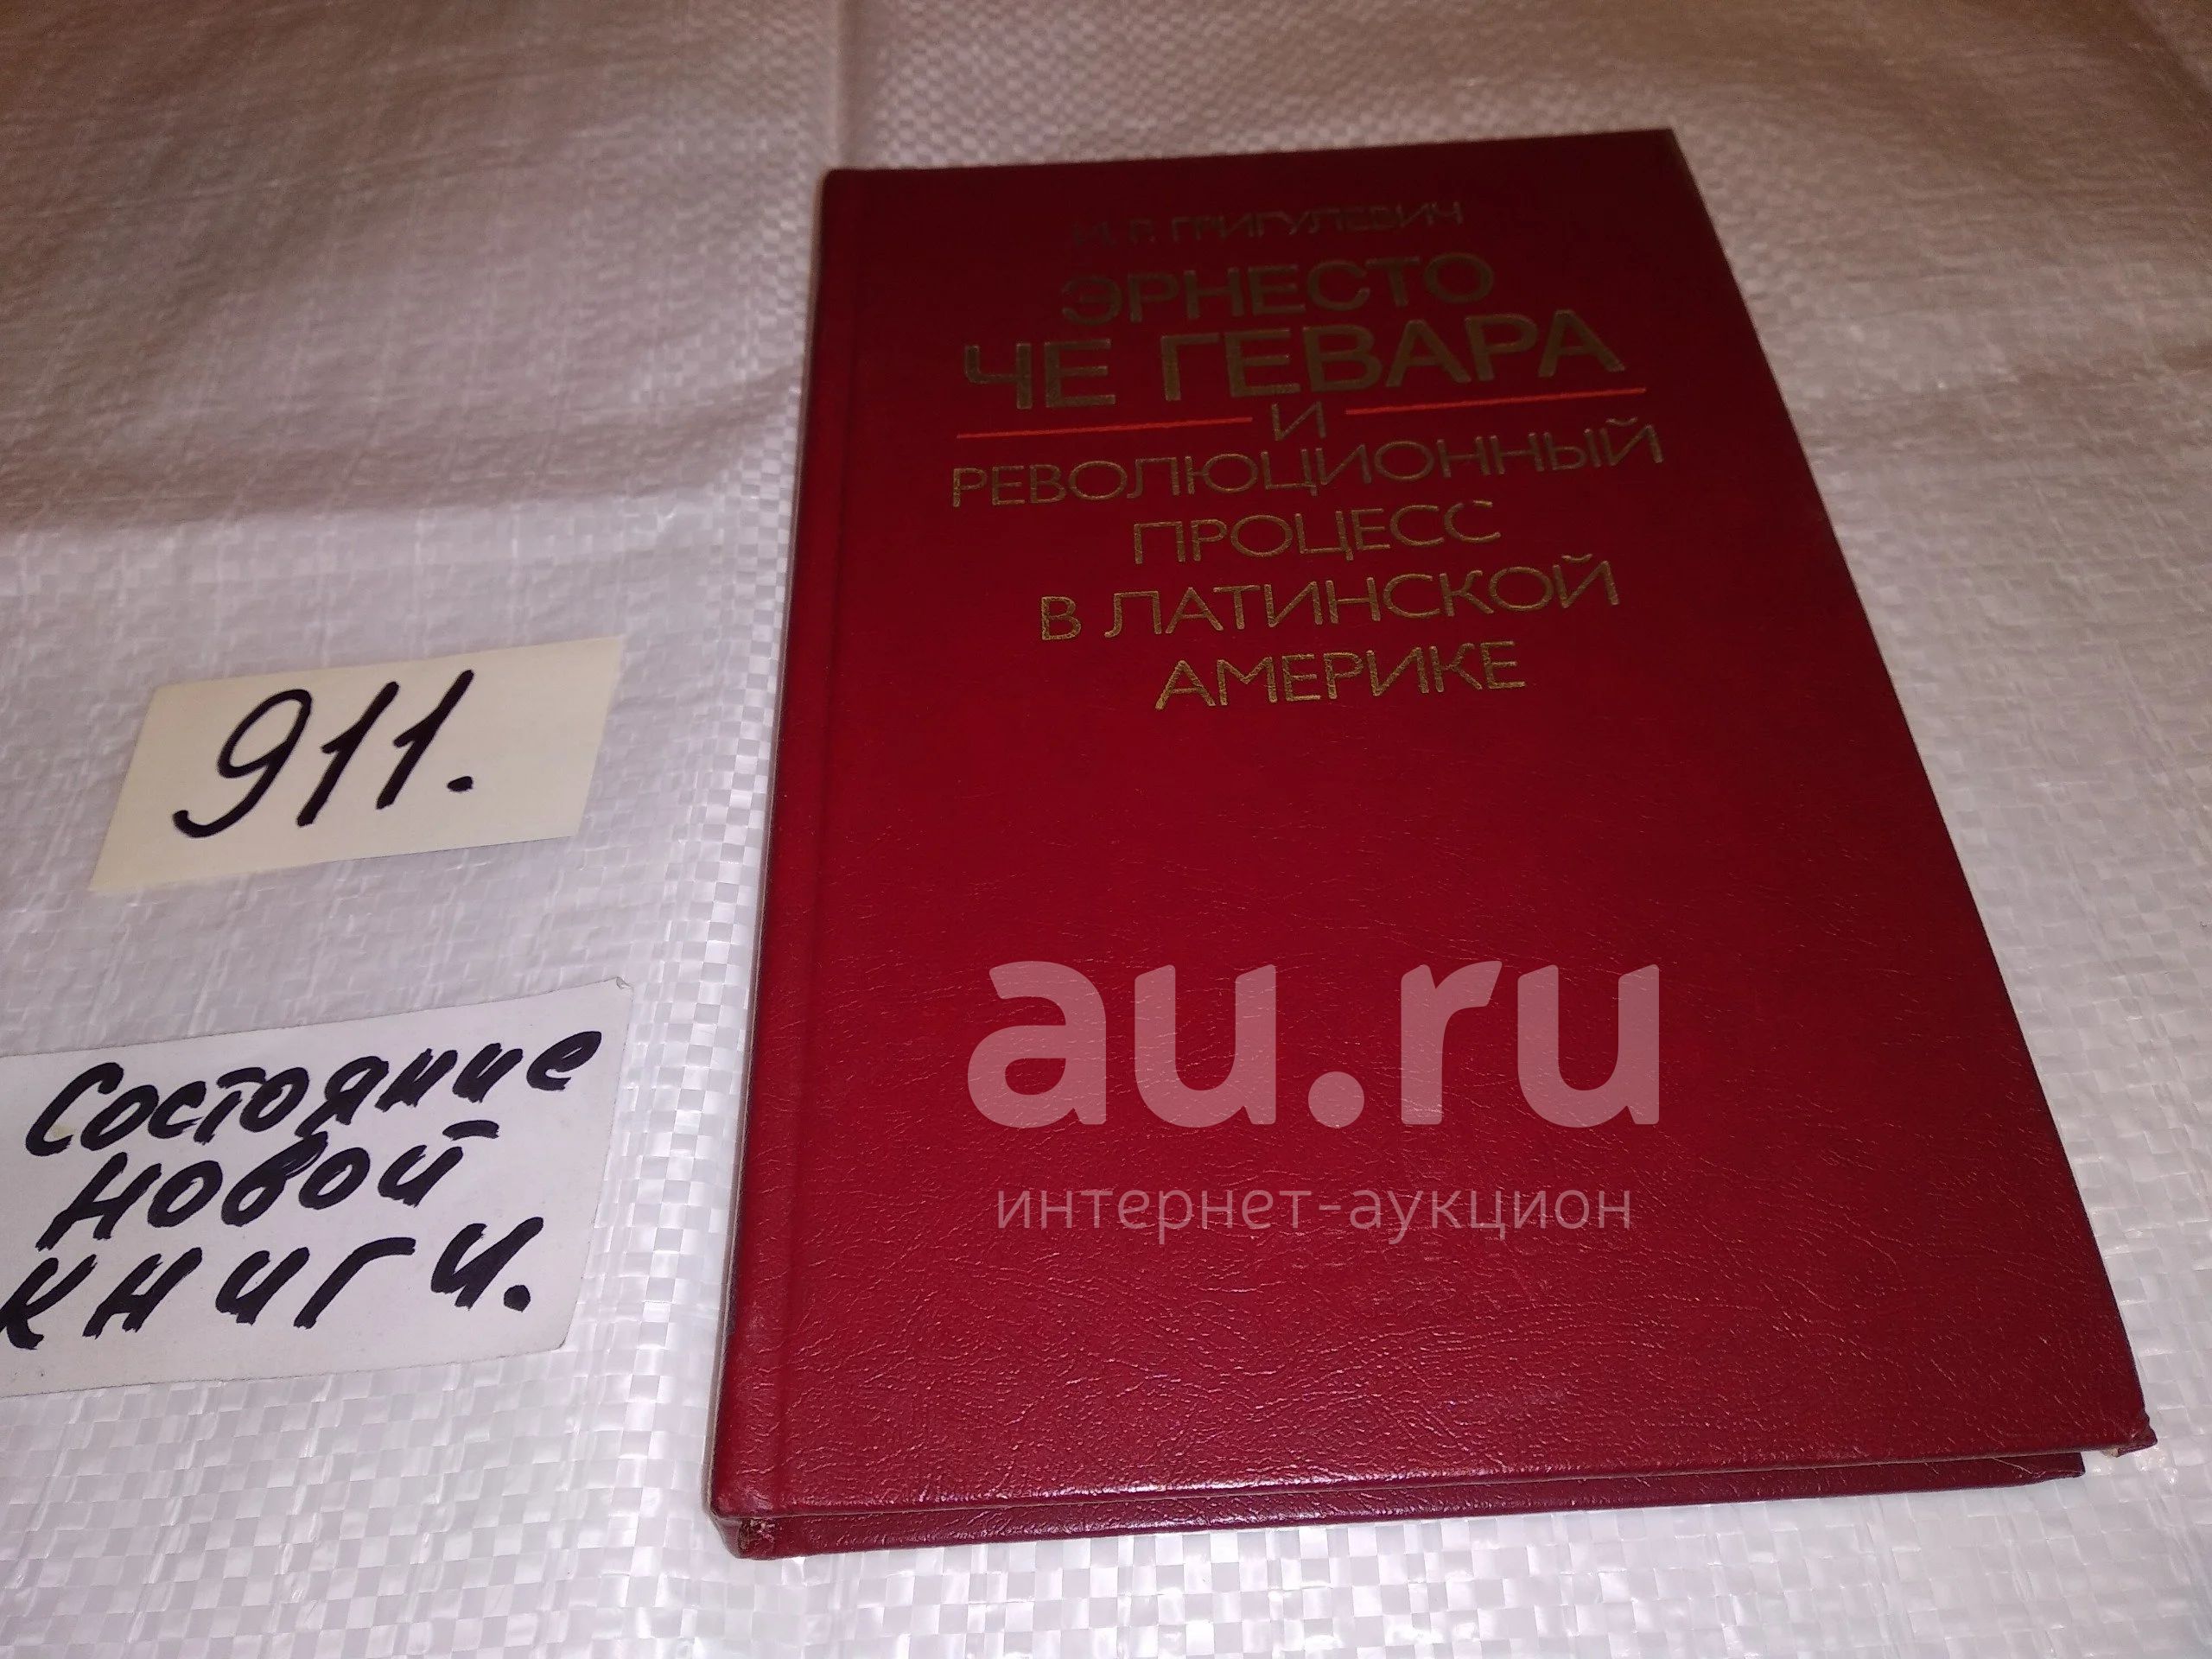 И. Р. ГРИГУЛЕВИЧ
ЭРНЕСТО
ЧЕ ГЕВАРА
И
РЕВОЛЮЦИОННЫЙ
ПРОЦЕСС
В ЛАТИНСКОЙ
АМЕРИКЕ
911.
Состояние
новой
книги.
au.ru
интернет-аукцион